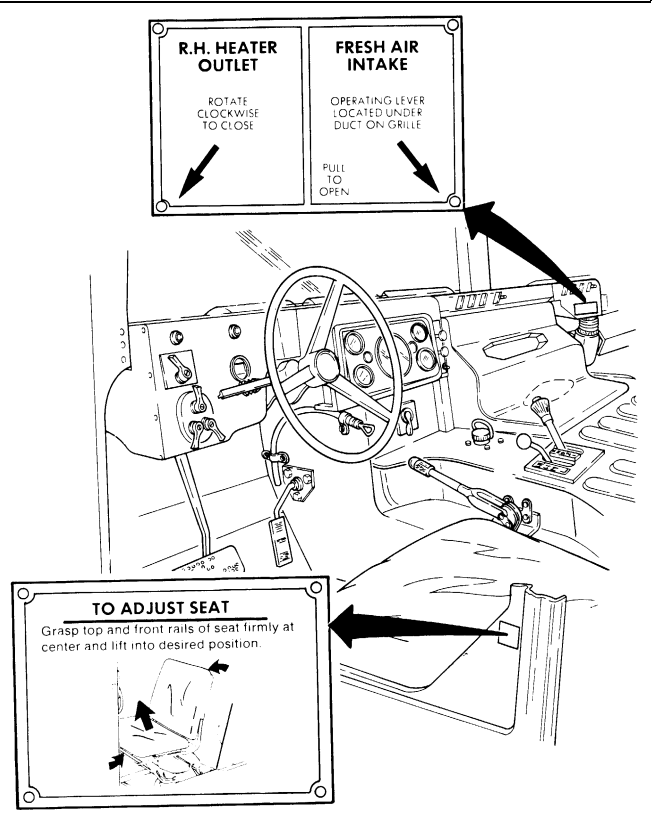 R.H. HEATER
OUTLET
ROTATE
CLOCKWISE
TO CLOSE
FRESH AIR
INTAKE
OPERATING LEVER
LOCATED UNDER
DUCT ON GRILLE
PULL
TO
OPEN
TO ADJUST SEAT
Grasp top and front rails of seat firmly at
center and lift into desired position.